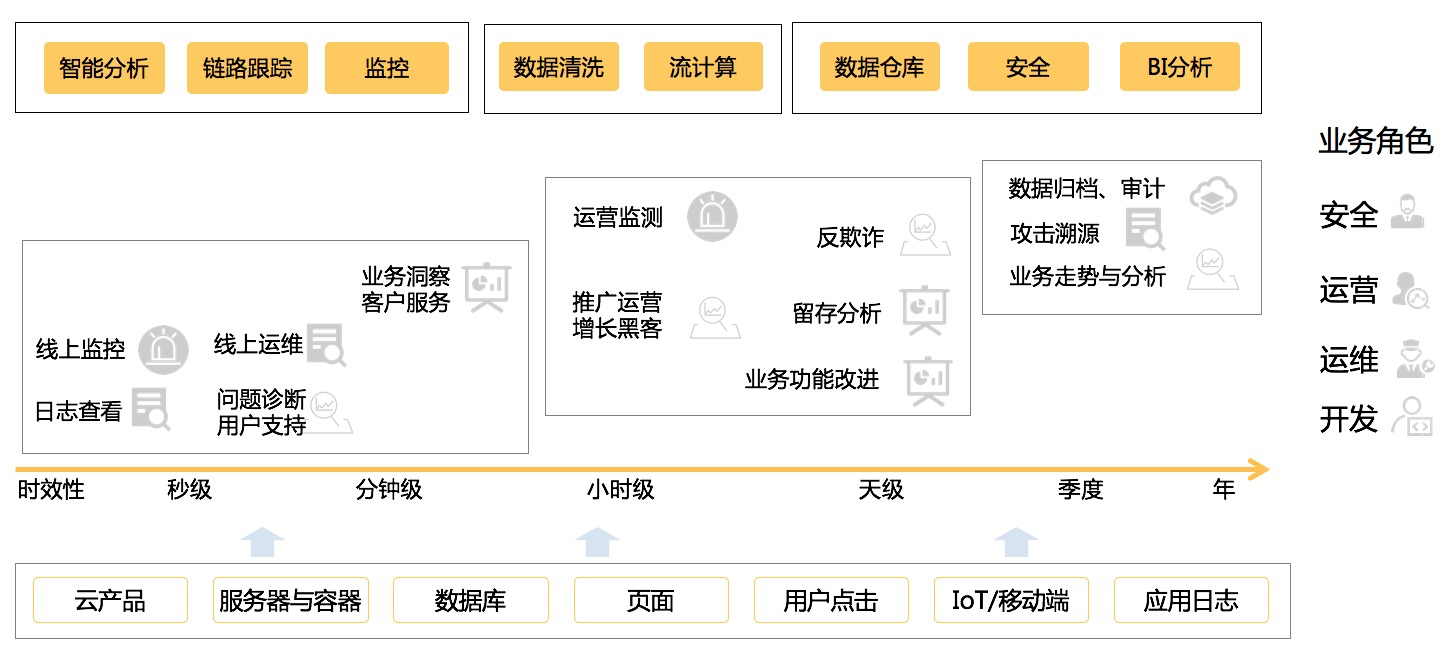 智能分析
链路跟踪
监控
数据清洗
流计算
数据仓库
安全
BI分析
业务角色
安全
运营
运维
开发
业务洞察
客户服务
线上监控
线上运维
日志查看
问题诊断
用户支持
运营监测
反欺诈
推广运营
增长黑客
留存分析
业务功能改进
数据归档、审计
攻击溯源
业务走势与分析
时效性
秒级
分钟级
小时级
天级
季度
年
云产品
服务器与容器
数据库
页面
用户点击
IoT/移动端
应用日志